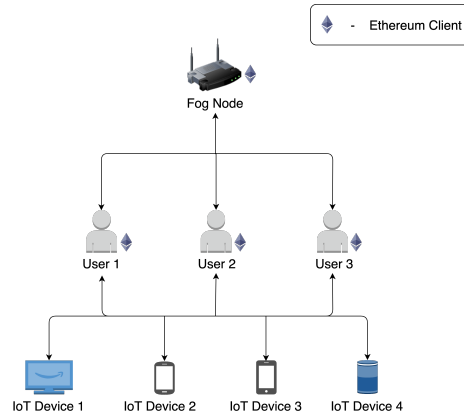 - Ethereum Client
Fog Node
User 1 User 2 User 3
IoT Device 1 IoT Device 2 IoT Device 3 IoT Device 4